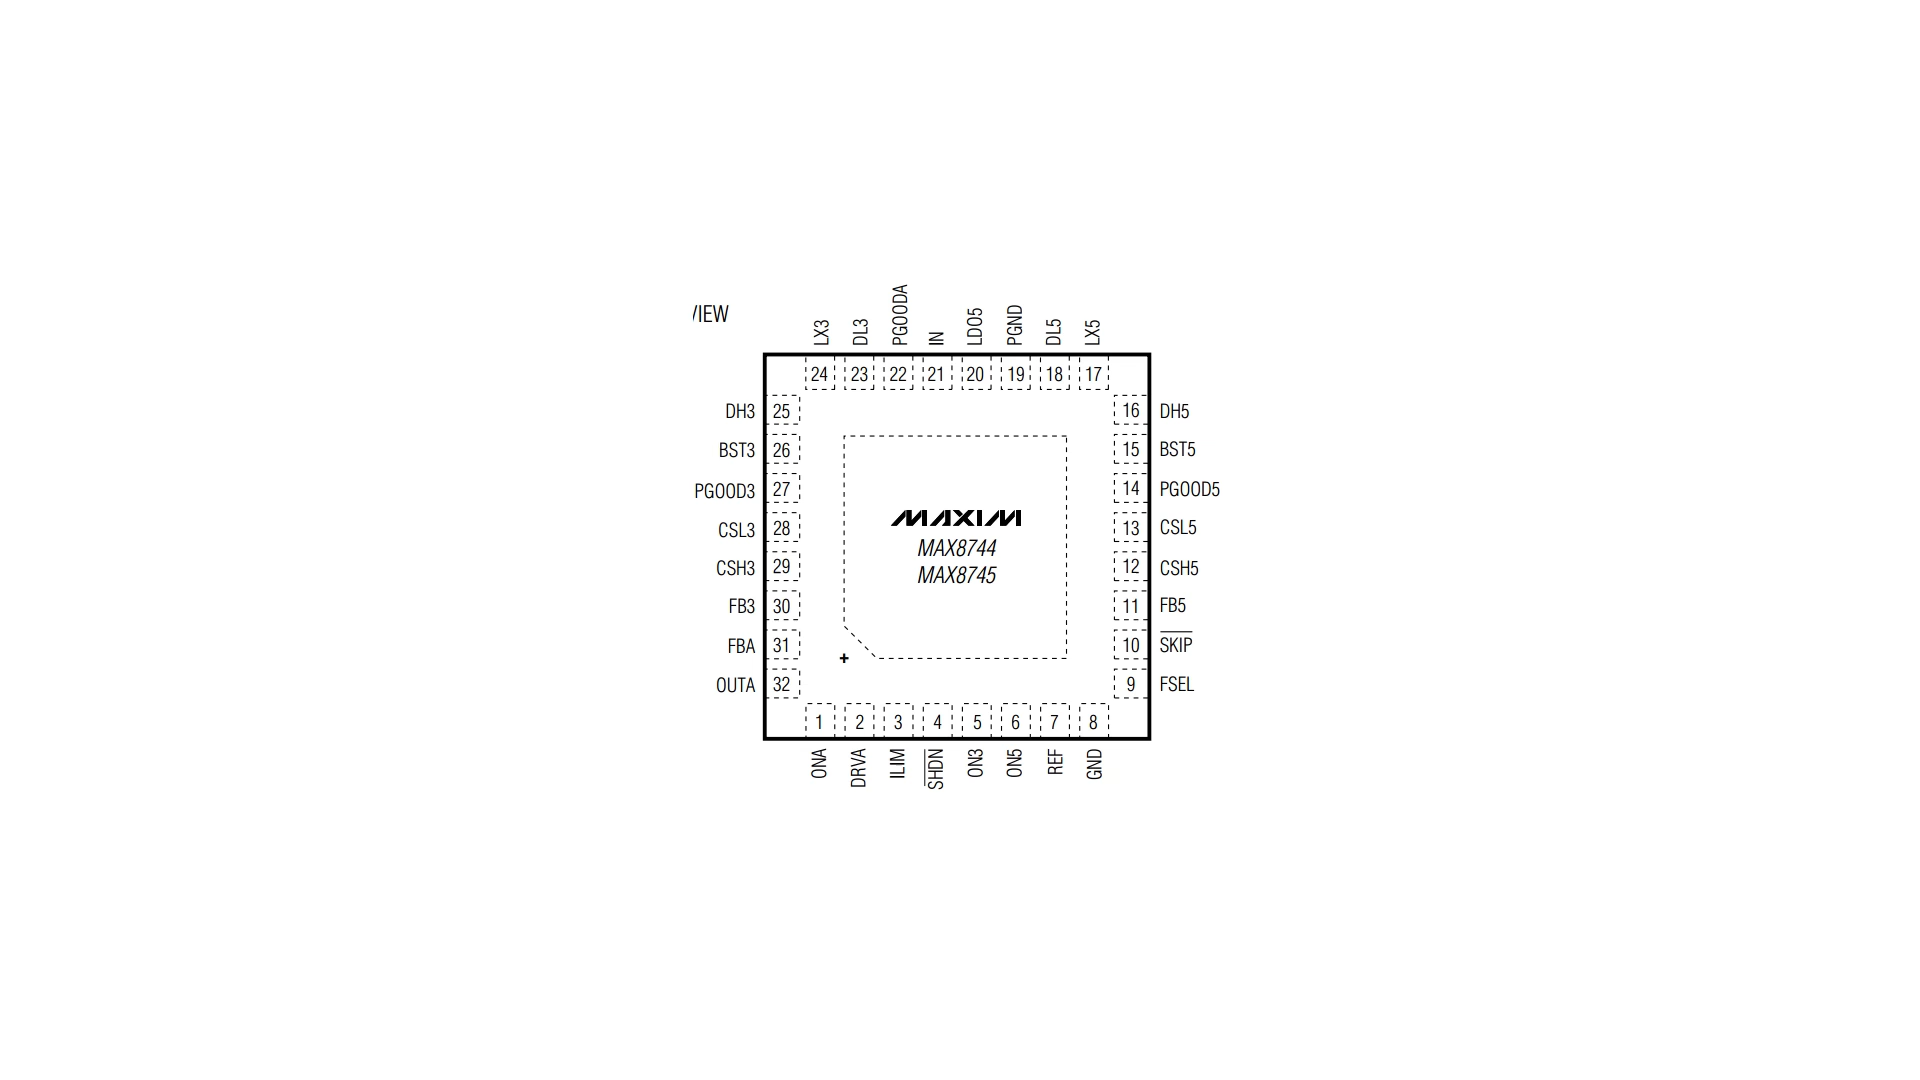 /IEW
LX3
DL3
PGOODA
IN
LDO5
PGND
DL5
LX5
24 23 22 21 20 19 18 17
DH3 25 16 DH5
BST3 26 15 BST5
PGOOD3 27 14 PGOOD5
CSL3 28 13 CSL5
CSH3 29 12 CSH5
FB3 30 11 FB5
FBA 31 10 SKIP
OUTA 32 9 FSEL
MAXIM
MAX8744
MAX8745
+
1 2 3 4 5 6 7 8
ONA
DRVA
ILIM
SHDN
ON3
ON5
REF
GND